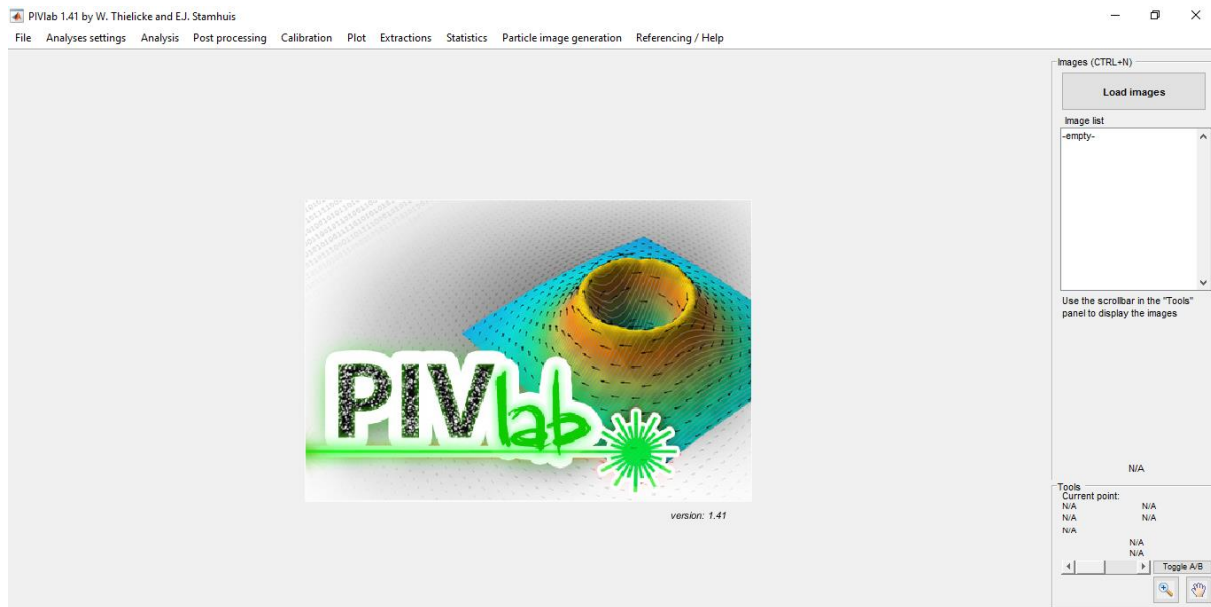 PIVlab 1.41 by W. Thielicke and E.J. Stamhuis
File Analyses settings Analysis Post processing Calibration Plot Extractions Statistics Particle image generation Referencing / Help
Images (CTRL+N)
Load images
Image list
-empty-
Use the scrollbar in the "Tools"
panel to display the images
PIVlab
version: 1.41
N/A
Tools
Current point:
N/A N/A
N/A N/A
N/A
N/A
N/A
Toggle A/B